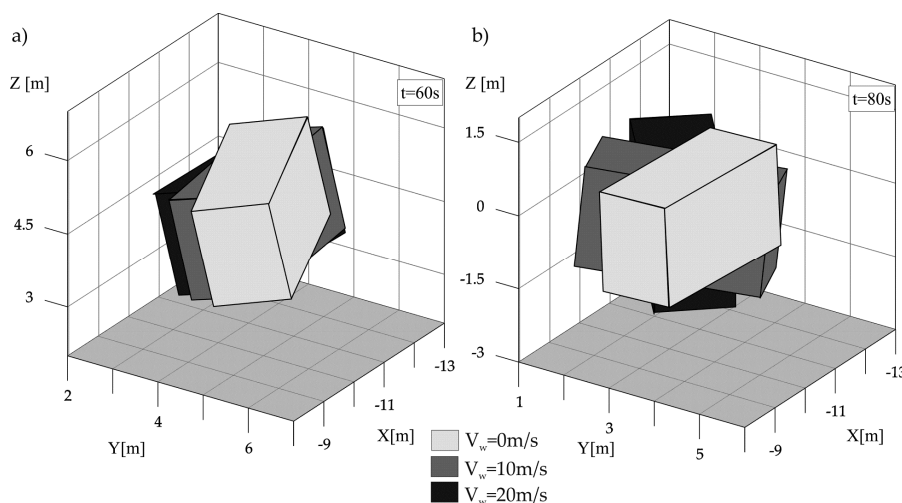 a)
Z [m]
t=60s
6
4.5
3
2
4
6
Y[m]
-9
-11
-13
X[m]
b)
Z [m]
t=80s
1.5
0
-1.5
-3
1
3
5
Y[m]
-9
-11
-13
X[m]
V_w=0m/s
V_w=10m/s
V_w=20m/s